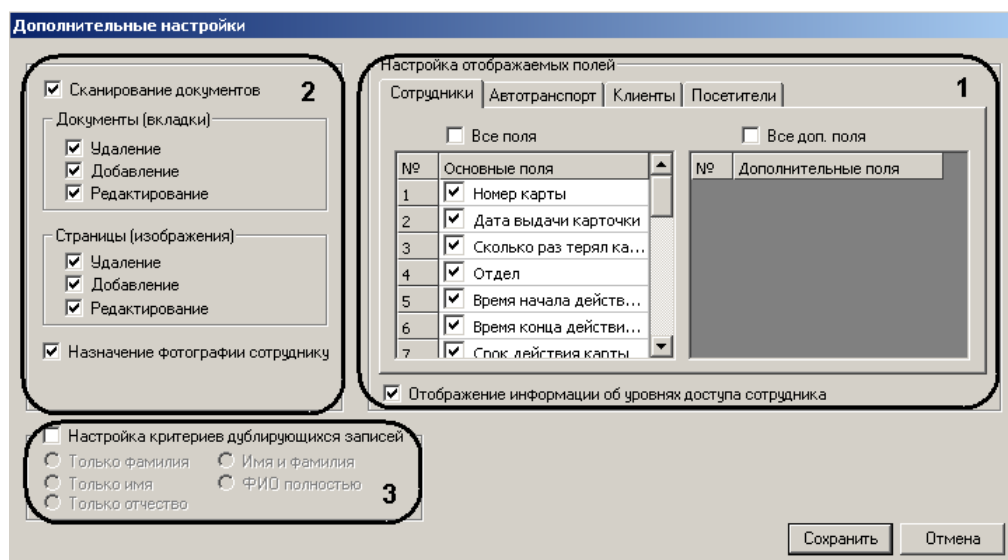 Дополнительные настройки
Сканирование документов 2
Документы (вкладки)
Удаление
Добавление
Редактирование
Страницы (изображения)
Удаление
Добавление
Редактирование
Назначение фотографии сотруднику
Настройка отображаемых полей
Сотрудники Автотранспорт Клиенты Посетители 1
Все поля Все доп. поля
№ Основные поля № Дополнительные поля
1 Номер карты
2 Дата выдачи карточки
3 Сколько раз терял ка...
4 Отдел
5 Время начала действ...
6 Время конца действи...
7 Срок действия карты
Отображение информации об уровнях доступа сотрудника
Настройка критериев дублирующихся записей
Только фамилия Имя и фамилия
Только имя ФИО полностью 3
Только отчество
Сохранить Отмена